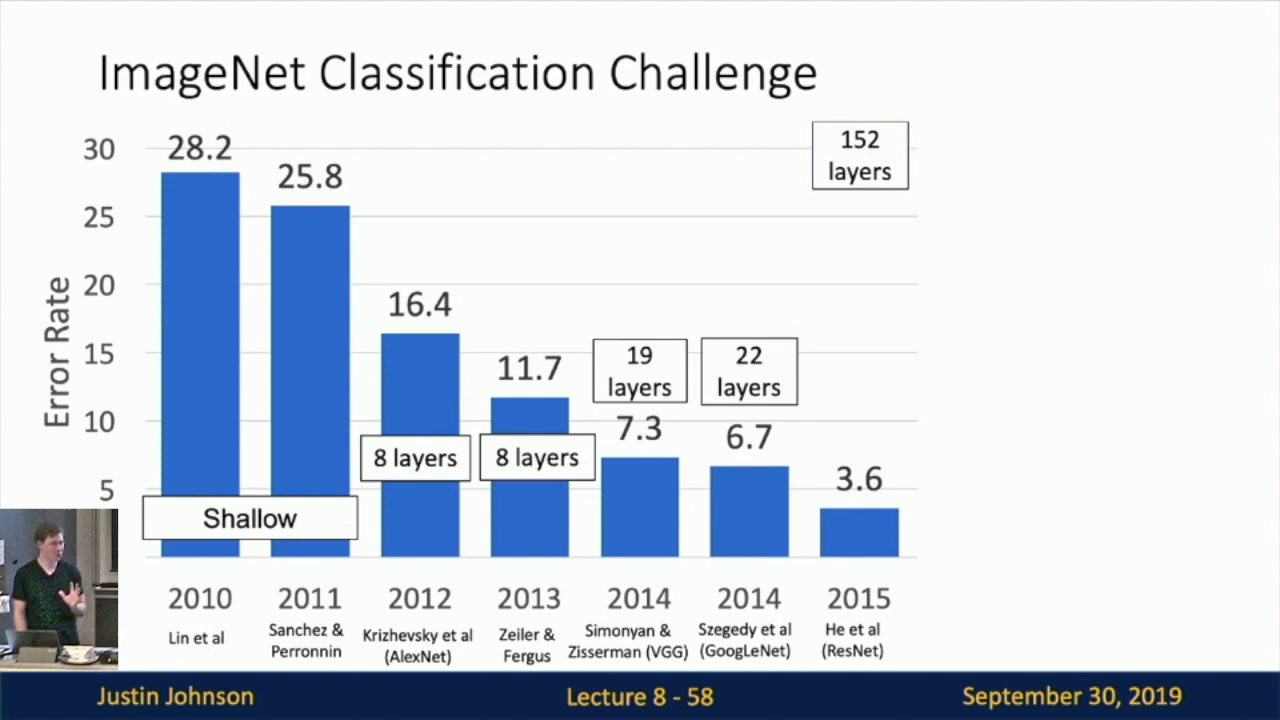 ImageNet Classification Challenge
152
layers
30
28.2
25.8
25
20
16.4
Error Rate
15
11.7
19
layers
22
layers
10
7.3
6.7
8 layers
8 layers
3.6
5
Shallow
2010
2011
2012
2013
2014
2014
2015
Lin et al
Sanchez &
Perronnin
Krizhevsky et al
(AlexNet)
Zeiler &
Fergus
Simonyan &
Zisserman (VGG)
Szegedy et al
(GoogLeNet)
He et al
(ResNet)
Justin Johnson
Lecture 8 - 58
September 30, 2019